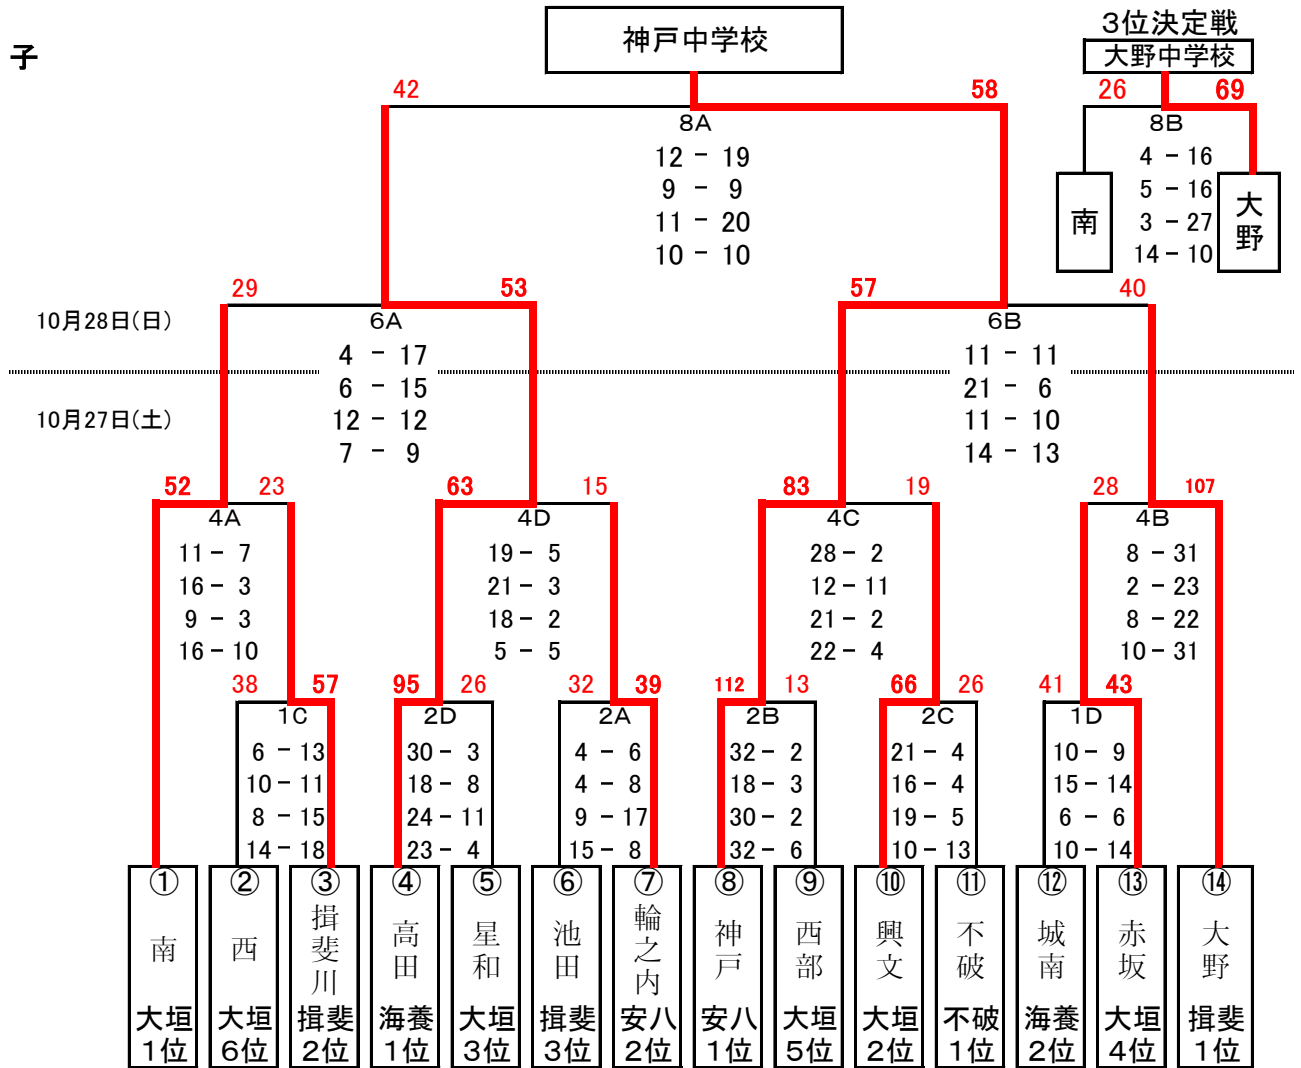 子
神戸中学校
3位決定戦
大野中学校
42 58
26 69
8A
12 - 19
9 - 9
11 - 20
10 - 10
8B
4 - 16
5 - 16
3 - 27
14 - 10
南
大野
29 53
57 40
10月28日(日)
6A
4 - 17
6 - 15
12 - 12
7 - 9
6B
11 - 11
21 - 6
11 - 10
14 - 13
10月27日(土)
52 23
63 15
83 19
28 107
4A
11 - 7
16 - 3
9 - 3
16 - 10
4D
19 - 5
21 - 3
18 - 2
5 - 5
4C
28 - 2
12 - 11
21 - 2
22 - 4
4B
8 - 31
2 - 23
8 - 22
10 - 31
38 57
95 26
32 39
112 13
66 26
41 43
1C
6 - 13
10 - 11
8 - 15
14 - 18
2D
30 - 3
18 - 8
24 - 11
23 - 4
2A
4 - 6
4 - 8
9 - 17
15 - 8
2B
32 - 2
18 - 3
30 - 2
32 - 6
2C
21 - 4
16 - 4
19 - 5
10 - 13
1D
10 - 9
15 - 14
6 - 6
10 - 14
①
南
大垣
1位
②
西
大垣
6位
③
揖斐川
揖斐
2位
④
高田
海養
1位
⑤
星和
大垣
3位
⑥
池田
揖斐
3位
⑦
輪之内
安八
2位
⑧
神戸
安八
1位
⑨
西部
大垣
5位
⑩
興文
大垣
2位
⑪
不破
不破
1位
⑫
城南
海養
2位
⑬
赤坂
大垣
4位
⑭
大野
揖斐
1位